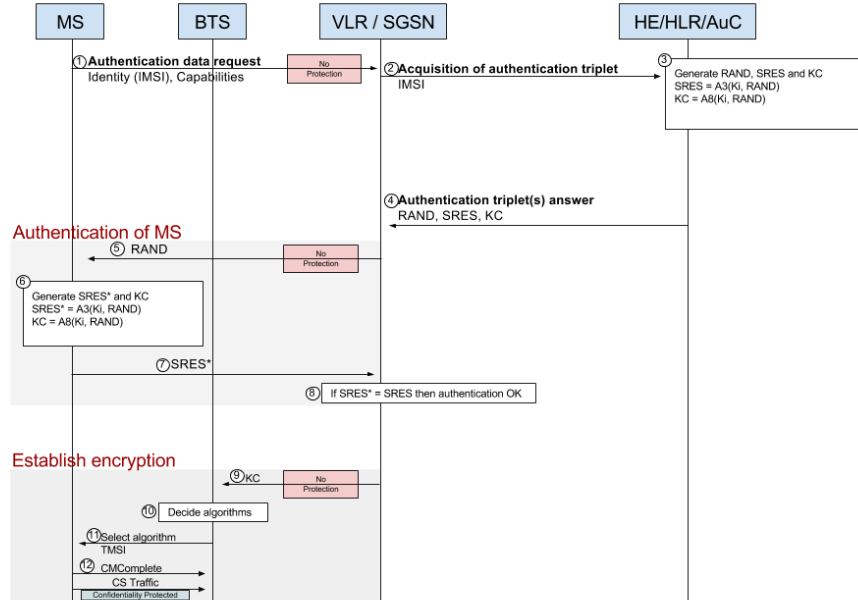 MS
BTS
VLR / SGSN
HE/HLR/AuC
1 Authentication data request
Identity (IMSI), Capabilities
No
Protection
2 Acquisition of authentication triplet
IMSI
3
Generate RAND, SRES and KC
SRES = A3(Ki, RAND)
KC = A8(Ki, RAND)
4 Authentication triplet(s) answer
RAND, SRES, KC
Authentication of MS
5 RAND
No
Protection
6
Generate SRES* and KC
SRES* = A3(Ki, RAND)
KC = A8(Ki, RAND)
7 SRES*
8 If SRES* = SRES then authentication OK
Establish encryption
9 KC
No
Protection
10 Decide algorithms
11 Select algorithm
TMSI
12 CMComplete
CS Traffic
Confidentiality Protected